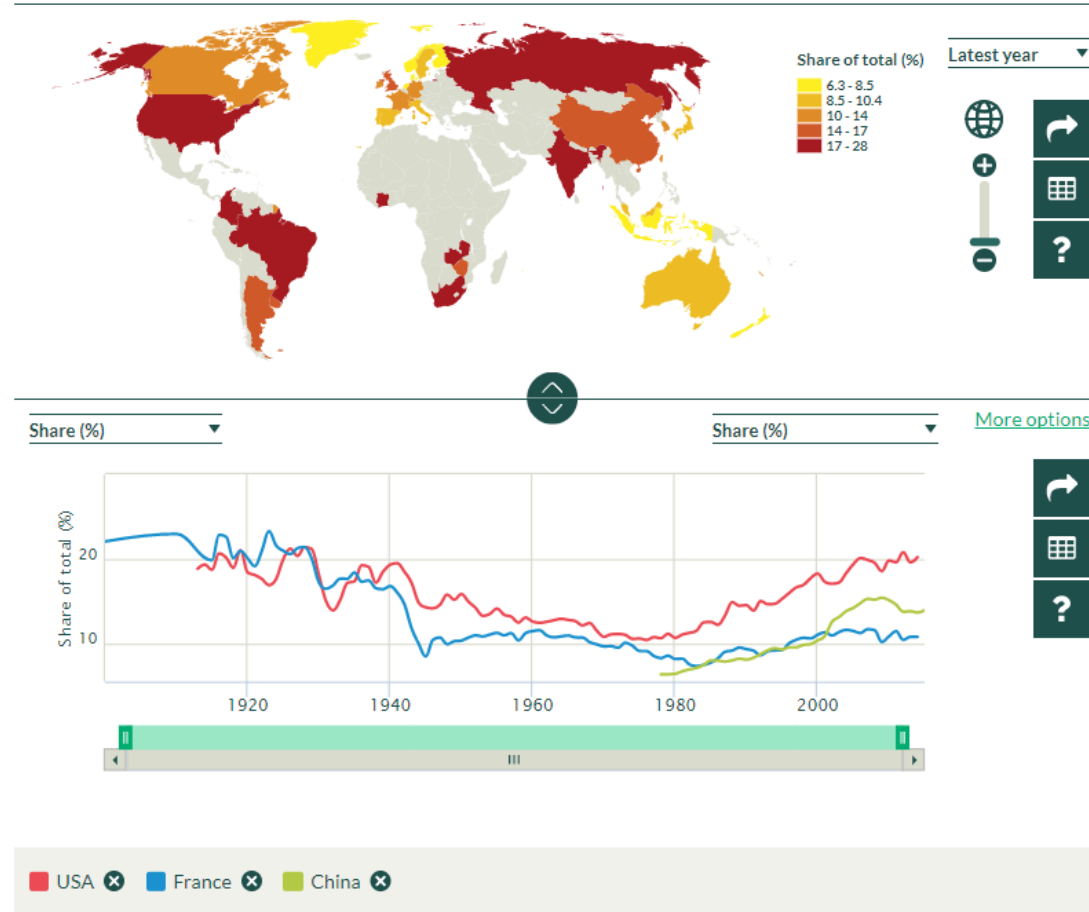 Share of total (%)
6.3 - 8.5
8.5 - 10.4
10 - 14
14 - 17
17 - 28
Latest year
?
Share (%)
Share (%)
More options
Share of total (%)
20
10
1920
1940
1960
1980
2000
?
USA
France
China